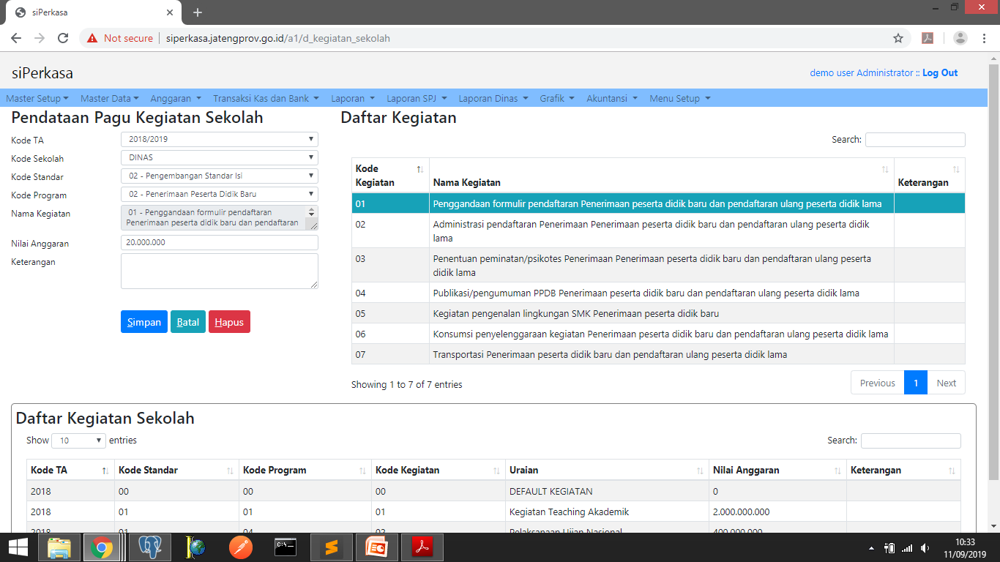 siPerkasa
Not secure | siperkasa.jatengprov.go.id/a1/d_kegiatan_sekolah
siPerkasa
demo user Administrator :: Log Out
Master Setup Master Data Anggaran Transaksi Kas dan Bank Laporan Laporan SPJ Laporan Dinas Grafik Akuntansi Menu Setup
Pendataan Pagu Kegiatan Sekolah
Kode TA 2018/2019
Kode Sekolah DINAS
Kode Standar 02 - Pengembangan Standar Isi
Kode Program 02 - Penerimaan Peserta Didik Baru
Nama Kegiatan 01 - Penggandaan formulir pendaftaran
Penerimaan peserta didik baru dan pendaftaran
Nilai Anggaran 20.000.000
Keterangan
Simpan Batal Hapus
Daftar Kegiatan
Search:
Kode Kegiatan Nama Kegiatan Keterangan
01 Penggandaan formulir pendaftaran Penerimaan peserta didik baru dan pendaftaran ulang peserta didik lama
02 Administrasi pendaftaran Penerimaan Penerimaan peserta didik baru dan pendaftaran ulang peserta didik
lama
03 Penentuan peminatan/psikotes Penerimaan Penerimaan peserta didik baru dan pendaftaran ulang peserta
didik lama
04 Publikasi/pengumuman PPDB Penerimaan peserta didik baru dan pendaftaran ulang peserta didik lama
05 Kegiatan pengenalan lingkungan SMK Penerimaan peserta didik baru
06 Konsumsi penyelenggaraan kegiatan Penerimaan peserta didik baru dan pendaftaran ulang peserta didik lama
07 Transportasi Penerimaan peserta didik baru dan pendaftaran ulang peserta didik lama
Showing 1 to 7 of 7 entries
Previous 1 Next
Daftar Kegiatan Sekolah
Show 10 entries
Search:
Kode TA Kode Standar Kode Program Kode Kegiatan Uraian Nilai Anggaran Keterangan
2018 00 00 00 DEFAULT KEGIATAN 0
2018 01 01 01 Kegiatan Teaching Akademik 2.000.000.000
2018 01 04 02 Pelaksanaan Ujian Nasional 400.000.000
10:33
11/09/2019